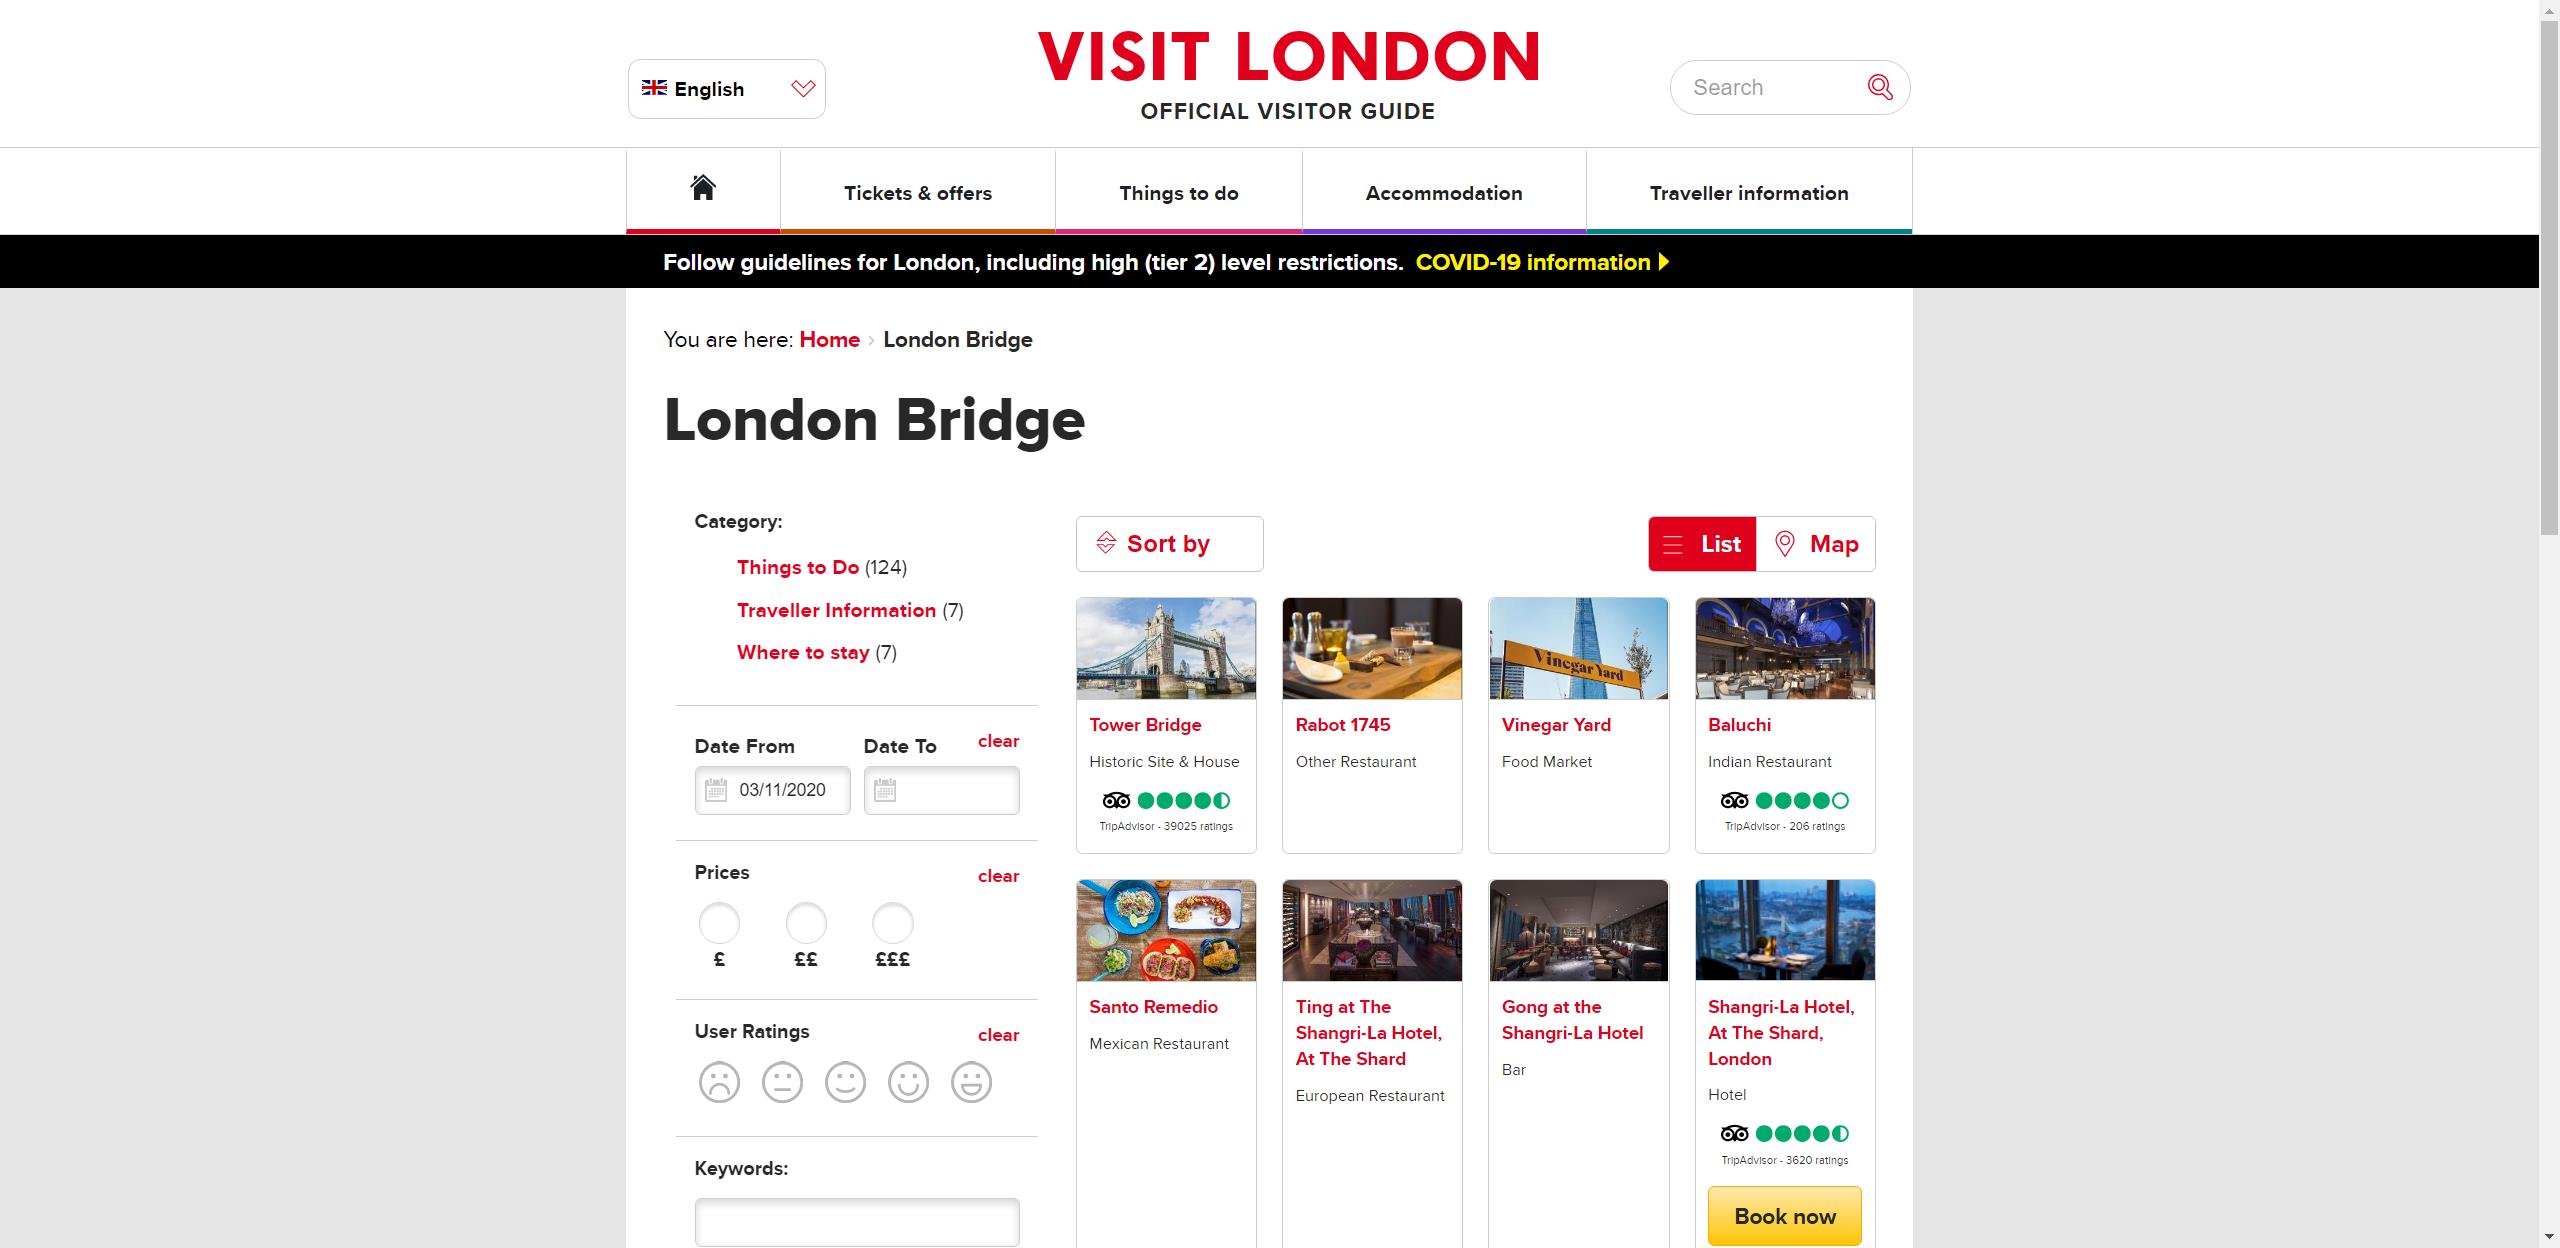 English
VISIT LONDON
OFFICIAL VISITOR GUIDE
Search
Tickets & offers
Things to do
Accommodation
Traveller information
Follow guidelines for London, including high (tier 2) level restrictions. COVID-19 information
You are here: Home › London Bridge
London Bridge
Category:
Things to Do (124)
Traveller Information (7)
Where to stay (7)
Date From
Date To
clear
03/11/2020
Prices
clear
£
££
£££
User Ratings
clear
Keywords:
Sort by
List
Map
Tower Bridge
Historic Site & House
TripAdvisor - 39025 ratings
Rabot 1745
Other Restaurant
Vinegar Yard
Vinegar Yard
Food Market
Baluchi
Indian Restaurant
TripAdvisor - 206 ratings
Santo Remedio
Mexican Restaurant
Ting at The
Shangri-La Hotel,
At The Shard
European Restaurant
Gong at the
Shangri-La Hotel
Bar
Shangri-La Hotel,
At The Shard,
London
Hotel
TripAdvisor - 3620 ratings
Book now